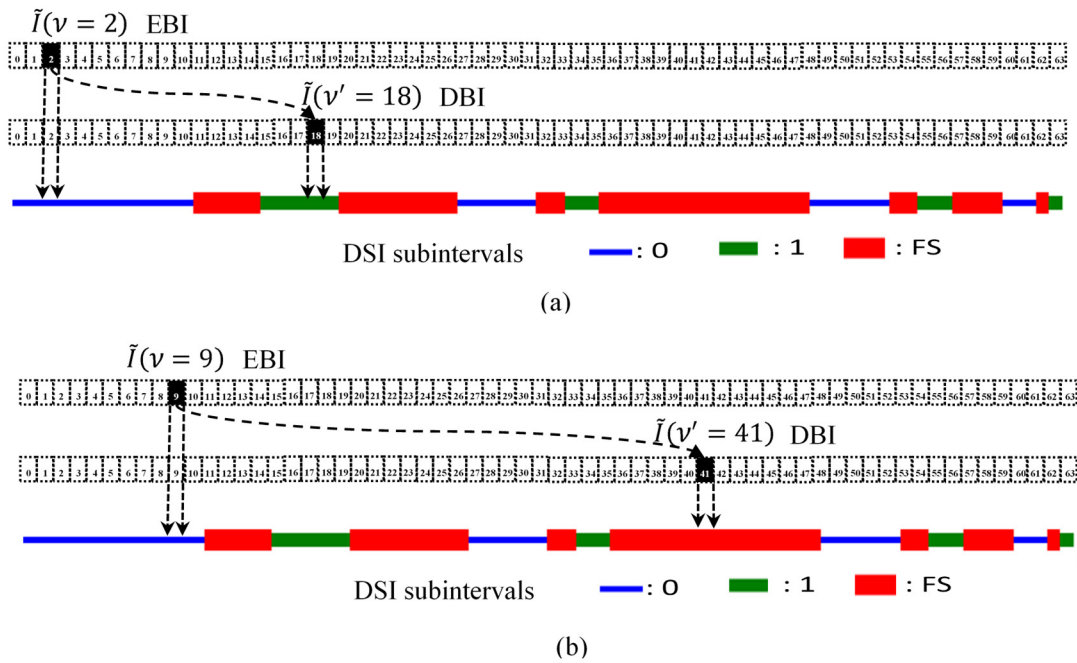 Ĩ(ν = 2) EBI
0 1 2 3 4 5 6 7 8 9 10 11 12 13 14 15 16 17 18 19 20 21 22 23 24 25 26 27 28 29 30 31 32 33 34 35 36 37 38 39 40 41 42 43 44 45 46 47 48 49 50 51 52 53 54 55 56 57 58 59 60 61 62 63
Ĩ(ν′ = 18) DBI
0 1 2 3 4 5 6 7 8 9 10 11 12 13 14 15 16 17 18 19 20 21 22 23 24 25 26 27 28 29 30 31 32 33 34 35 36 37 38 39 40 41 42 43 44 45 46 47 48 49 50 51 52 53 54 55 56 57 58 59 60 61 62 63
DSI subintervals : 0 : 1 : FS
(a)
Ĩ(ν = 9) EBI
0 1 2 3 4 5 6 7 8 9 10 11 12 13 14 15 16 17 18 19 20 21 22 23 24 25 26 27 28 29 30 31 32 33 34 35 36 37 38 39 40 41 42 43 44 45 46 47 48 49 50 51 52 53 54 55 56 57 58 59 60 61 62 63
Ĩ(ν′ = 41) DBI
0 1 2 3 4 5 6 7 8 9 10 11 12 13 14 15 16 17 18 19 20 21 22 23 24 25 26 27 28 29 30 31 32 33 34 35 36 37 38 39 40 41 42 43 44 45 46 47 48 49 50 51 52 53 54 55 56 57 58 59 60 61 62 63
DSI subintervals : 0 : 1 : FS
(b)